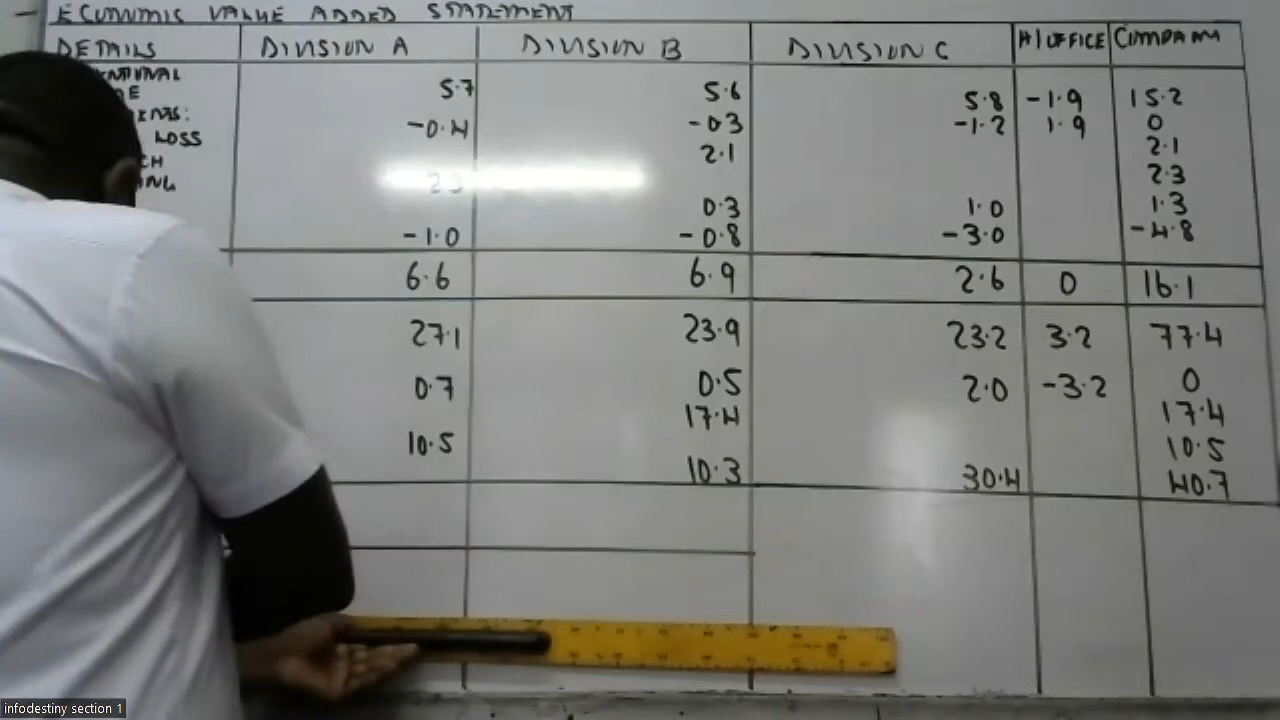 ECONOMIC VALUE ADDED STATEMENT
DETAILS DIVISION A DIVISION B DIVISION C H/OFFICE COMPANY
5.7 5.6 5.8 -1.9 15.2
LOSS -0.4 -0.3 -1.2 1.9 0
2.1 2.1
2.3 2.3
0.3 1.0 1.3
-1.0 -0.8 -3.0 -4.8
6.6 6.9 2.6 0 16.1
27.1 23.9 23.2 3.2 77.4
0.7 0.5 2.0 -3.2 0
17.4 17.4
10.5 10.5
10.3 30.4 40.7
infodestiny section 1